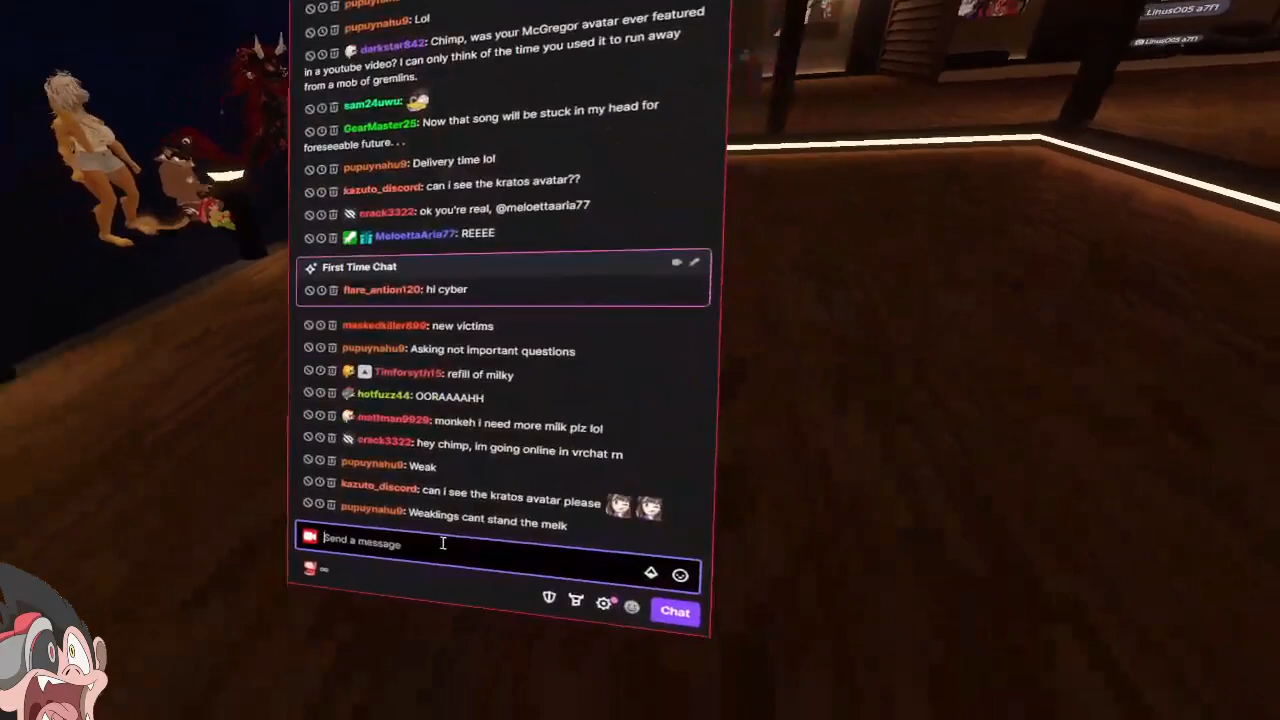 pupuynahu9: Lol
darkstar842: Chimp, was your McGregor avatar ever featured
in a youtube video? I can only think of the time you used it to run away
from a mob of gremlins.
sam24uwu:
GearMaster25: Now that song will be stuck in my head for
foreseeable future. . .
pupuynahu9: Delivery time lol
kazuto_discord: can i see the kratos avatar??
crack3322: ok you're real, @meloettaaria77
MeloettaAria77: REEEE
First Time Chat
flare_antion120: hi cyber
maskedkiller899: new victims
pupuynahu9: Asking not important questions
Timforsyth15: refill of milky
hotfuzz44: OORAAAAHH
mattman9929: monkeh i need more milk plz lol
crack3322: hey chimp, im going online in vrchat rn
pupuynahu9: Weak
kazuto_discord: can i see the kratos avatar please
pupuynahu9: Weaklings cant stand the melk
Send a message
Chat